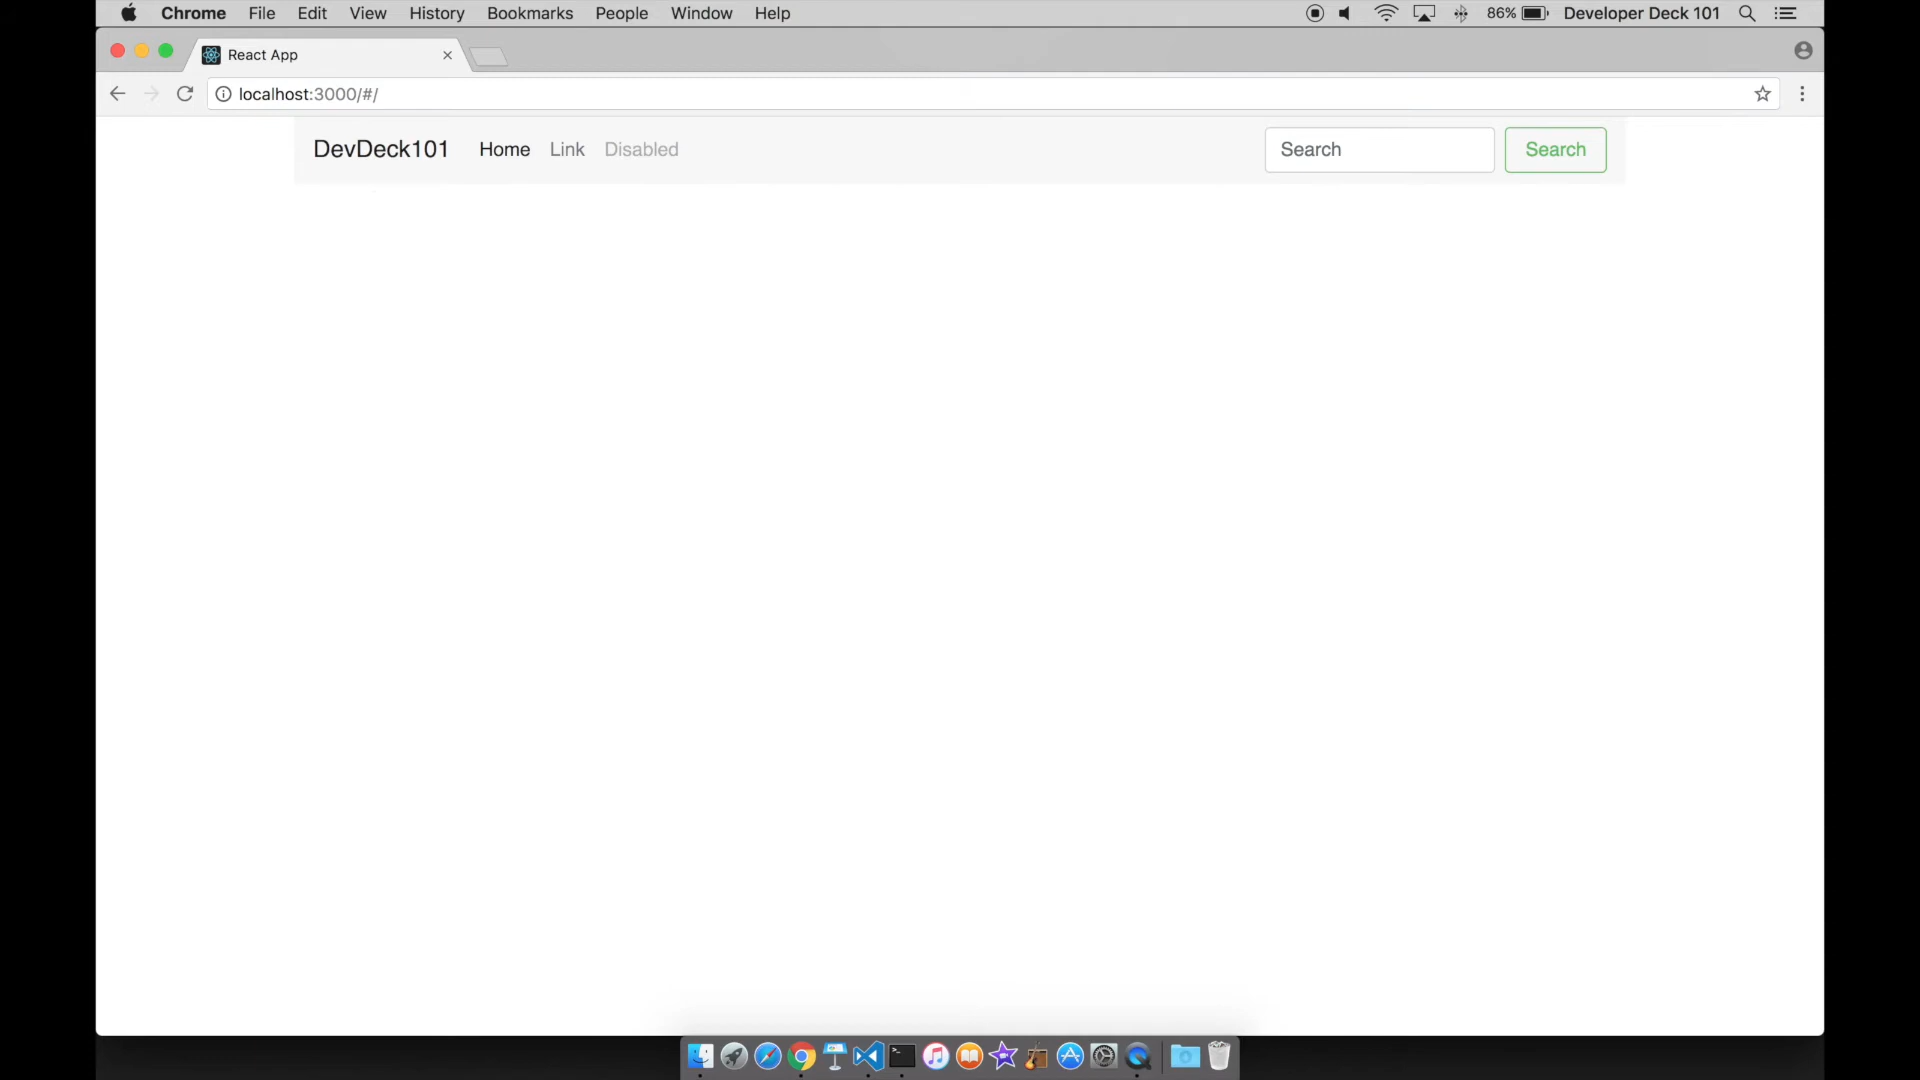 Chrome File Edit View History Bookmarks People Window Help 86% Developer Deck 101
React App
localhost:3000/#/
DevDeck101 Home Link Disabled Search Search